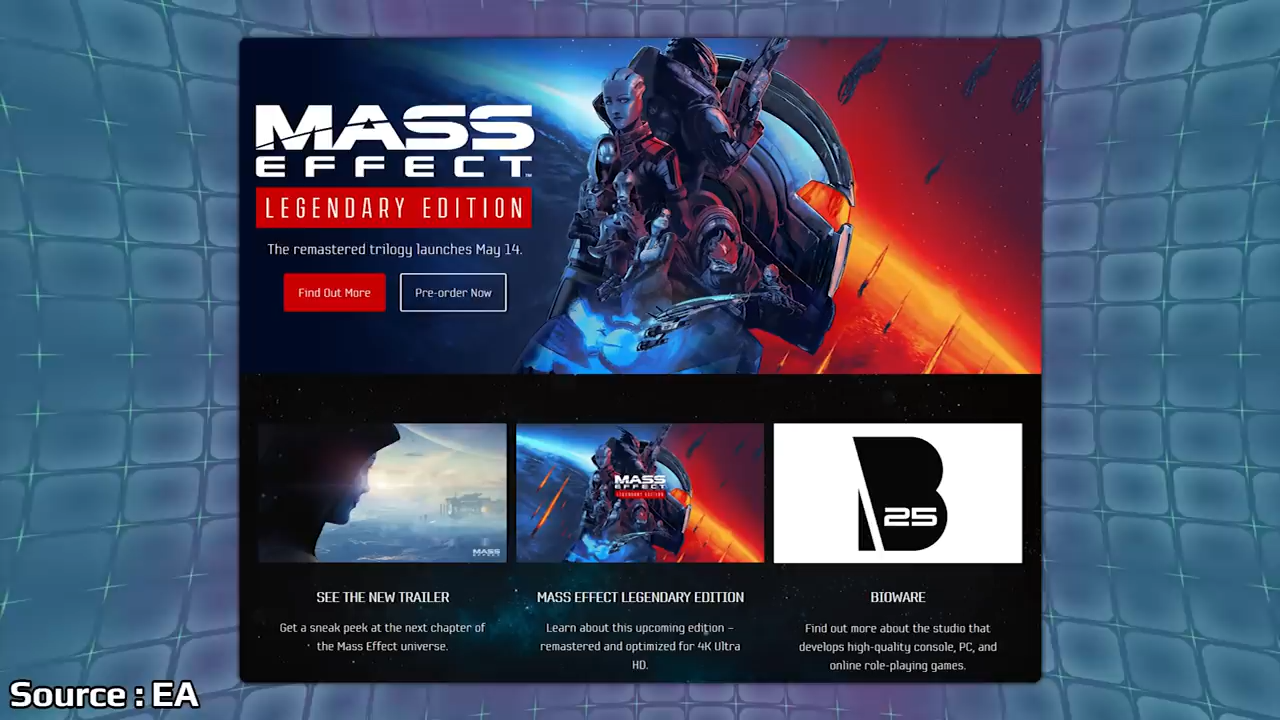 MASS
EFFECT™
LEGENDARY EDITION
The remastered trilogy launches May 14.
Find Out More
Pre-order Now
MASS
EFFECT
MASS
EFFECT
LEGENDARY EDITION
B
25
SEE THE NEW TRAILER
Get a sneak peek at the next chapter of
the Mass Effect universe.
MASS EFFECT LEGENDARY EDITION
Learn about this upcoming edition –
remastered and optimized for 4K Ultra
HD.
BIOWARE
Find out more about the studio that
develops high-quality console, PC, and
online role-playing games.
Source : EA